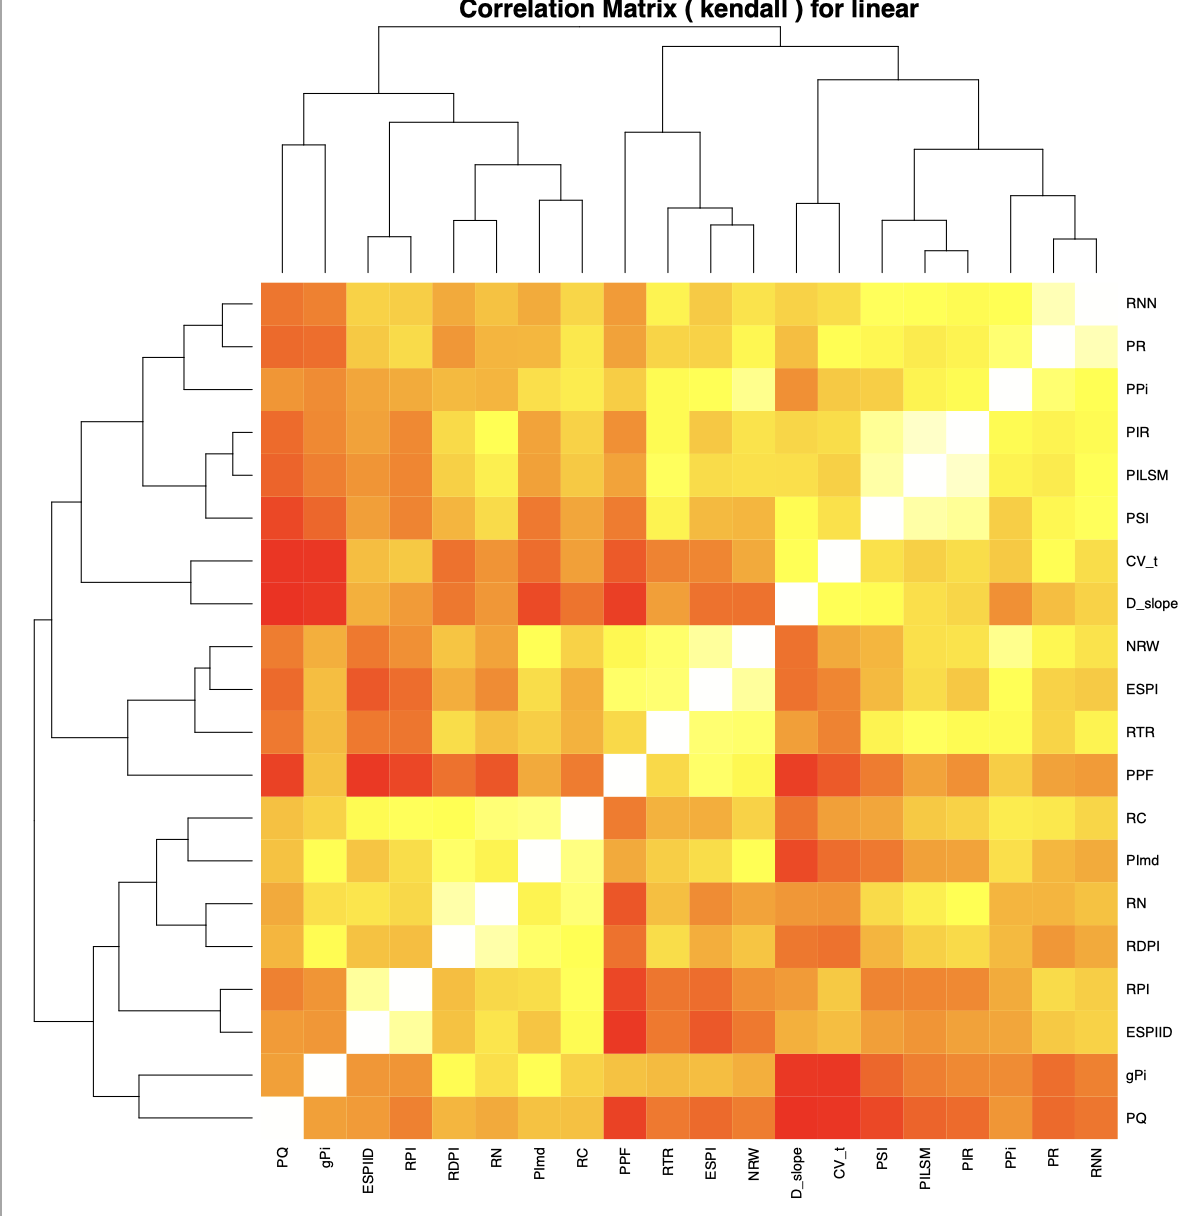 Correlation Matrix ( kendall ) for linear
RNN
PR
PPi
PIR
PILSM
PSI
CV_t
D_slope
NRW
ESPI
RTR
PPF
RC
PImd
RN
RDPI
RPI
ESPIID
gPi
PQ
PQ
gPi
ESPIID
RPI
RDPI
RN
PImd
RC
PPF
RTR
ESPI
NRW
D_slope
CV_t
PSI
PILSM
PIR
PPi
PR
RNN